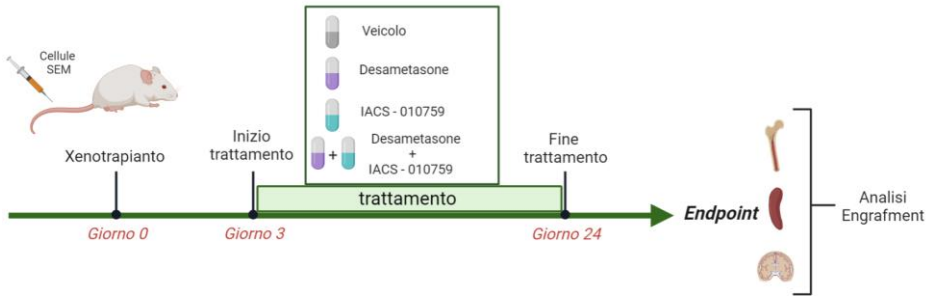 Cellule
SEM
Veicolo
Desametasone
IACS - 010759
+
Desametasone
+
IACS - 010759
Xenotrapianto
Inizio
trattamento
Fine
trattamento
trattamento
Giorno 0
Giorno 3
Giorno 24
Endpoint
Analisi
Engrafment